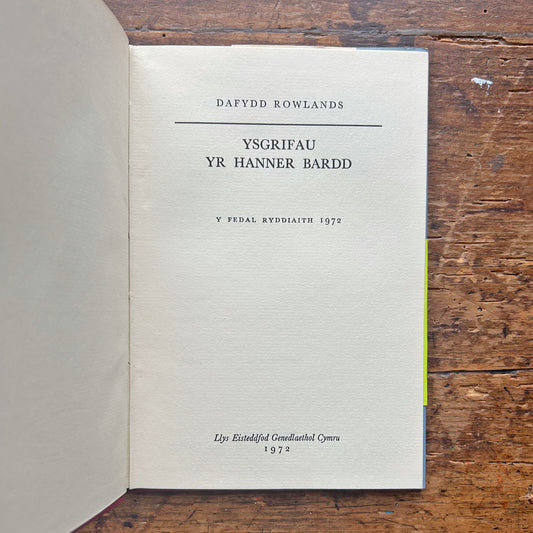 DAFYDD ROWLANDS
YSGRIFAU
YR HANNER BARDD
Y FEDAL RYDDIAITH 1972
Llys Eisteddfod Genedlaethol Cymru
1972